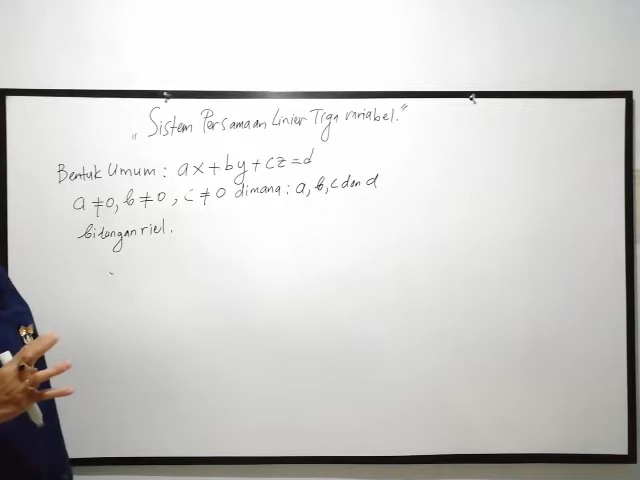 "Sistem Persamaan Linier Tiga variabel."
Bentuk Umum : ax+by+cz=d
a≠0, b≠0, c≠0 dimana : a, b, c dan d
bilangan riel.